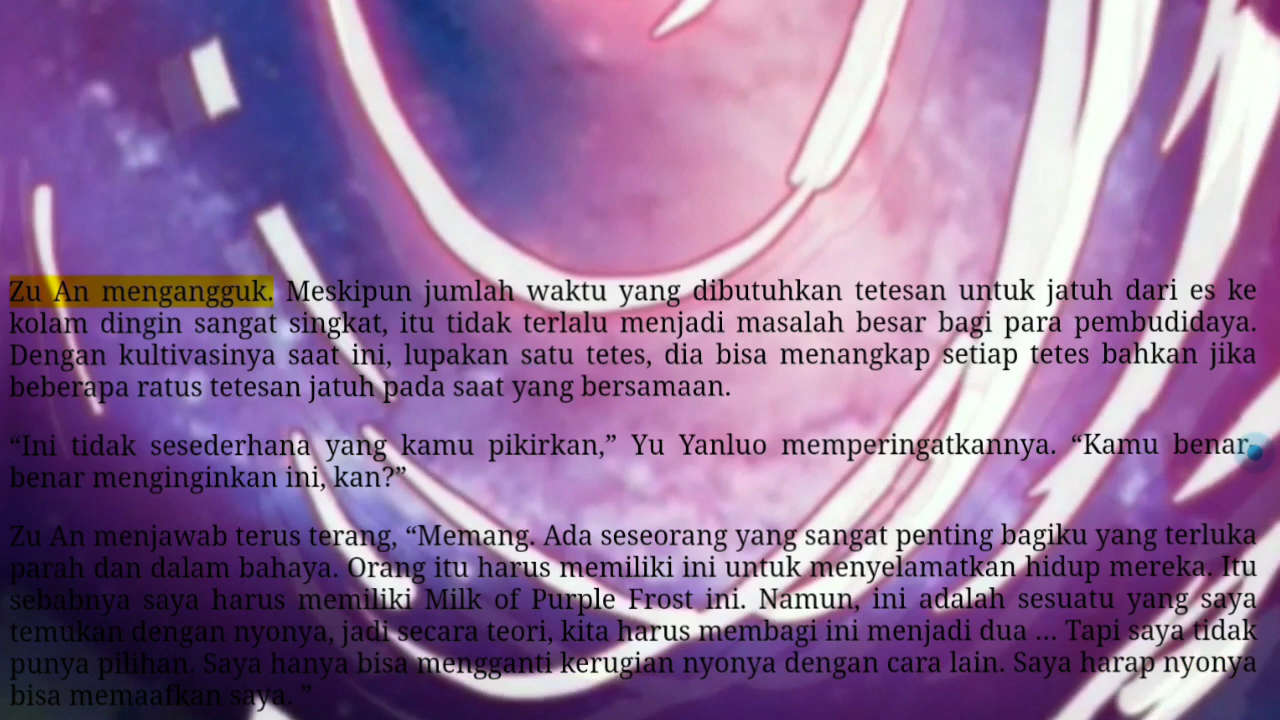 Zu An mengangguk. Meskipun jumlah waktu yang dibutuhkan tetesan untuk jatuh dari es ke
kolam dingin sangat singkat, itu tidak terlalu menjadi masalah besar bagi para pembudidaya.
Dengan kultivasinya saat ini, lupakan satu tetes, dia bisa menangkap setiap tetes bahkan jika
beberapa ratus tetesan jatuh pada saat yang bersamaan.
“Ini tidak sesederhana yang kamu pikirkan,” Yu Yanluo memperingatkannya. “Kamu benar-
benar menginginkan ini, kan?”
Zu An menjawab terus terang, “Memang. Ada seseorang yang sangat penting bagiku yang terluka
parah dan dalam bahaya. Orang itu harus memiliki ini untuk menyelamatkan hidup mereka. Itu
sebabnya saya harus memiliki Milk of Purple Frost ini. Namun, ini adalah sesuatu yang saya
temukan dengan nyonya, jadi secara teori, kita harus membagi ini menjadi dua ... Tapi saya tidak
punya pilihan. Saya hanya bisa mengganti kerugian nyonya dengan cara lain. Saya harap nyonya
bisa memaafkan saya. ”